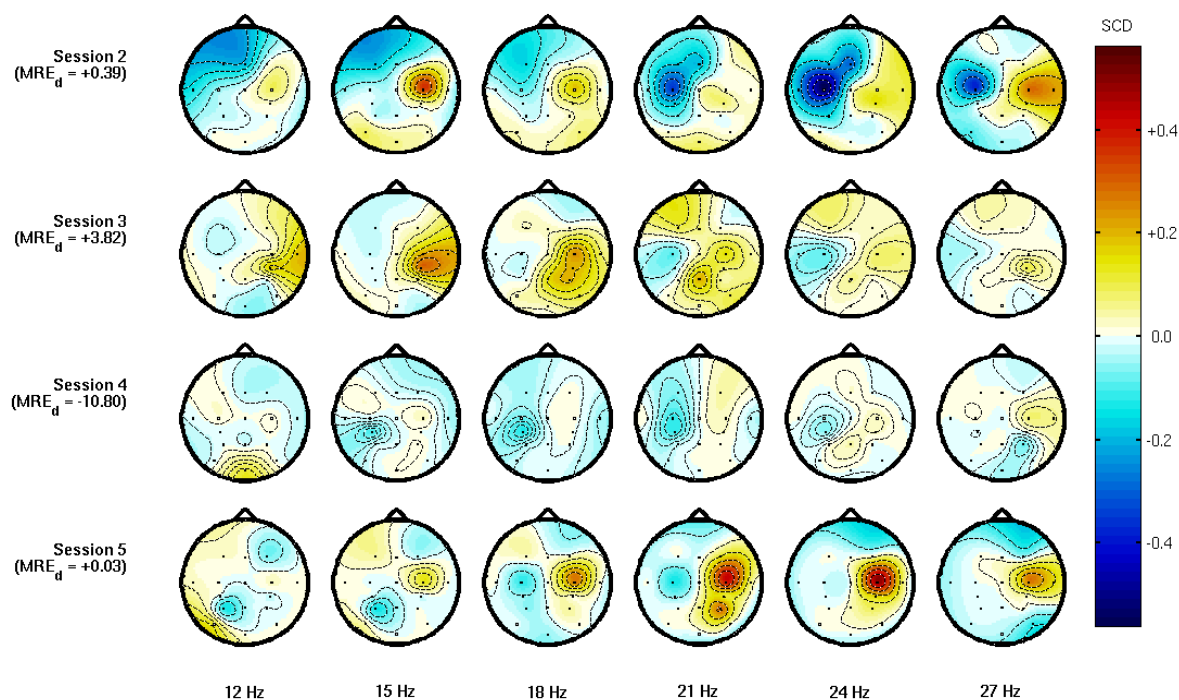 SCD
Session 2
(MRE_d = +0.39)
+0.4
Session 3
(MRE_d = +3.82)
+0.2
0.0
Session 4
(MRE_d = -10.80)
-0.2
Session 5
(MRE_d = +0.03)
-0.4
12 Hz 15 Hz 18 Hz 21 Hz 24 Hz 27 Hz